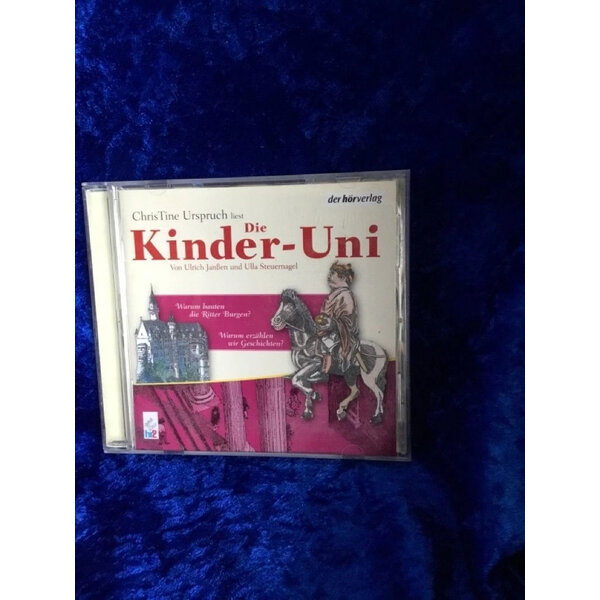 der hörverlag
ChrisTine Urspruch liest
Die
Kinder-Uni
Von Ulrich Janßen und Ulla Steuernagel
Warum bauten
die Ritter Burgen?
Warum erzählen
wir Geschichten?
hr2